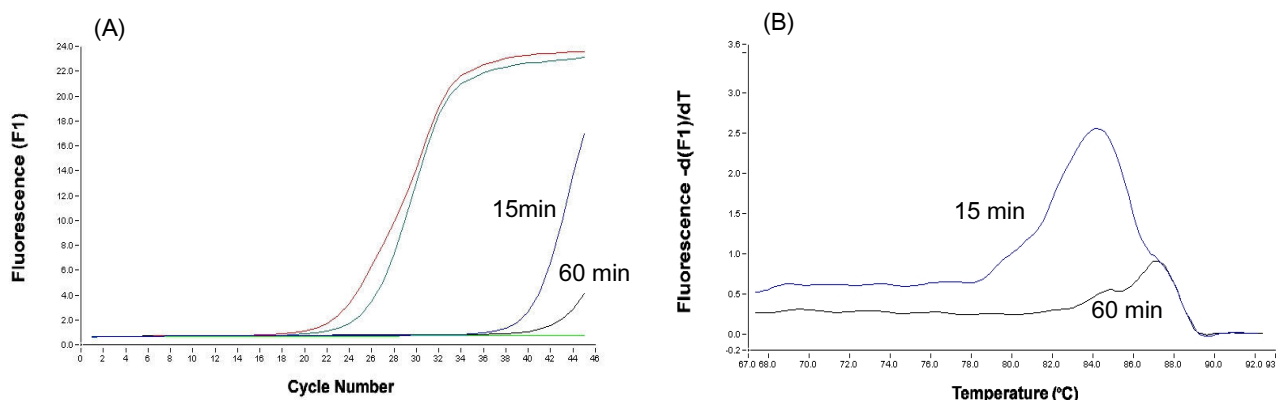 (A)
24.0
22.0
20.0
18.0
16.0
14.0
12.0
10.0
8.0
6.0
4.0
2.0
0.0
Fluorescence (F1)
15min
60 min
0 2 4 6 8 10 12 14 16 18 20 22 24 26 28 30 32 34 36 38 40 42 44 46 48
Cycle Number
(B)
3.6
3.0
2.5
2.0
1.5
1.0
0.5
0.0
-0.2
Fluorescence -d(F1)/dT
15 min
60 min
67.0 68.0 70.0 72.0 74.0 76.0 78.0 80.0 82.0 84.0 86.0 88.0 90.0 92.0 93
Temperature (ºC)